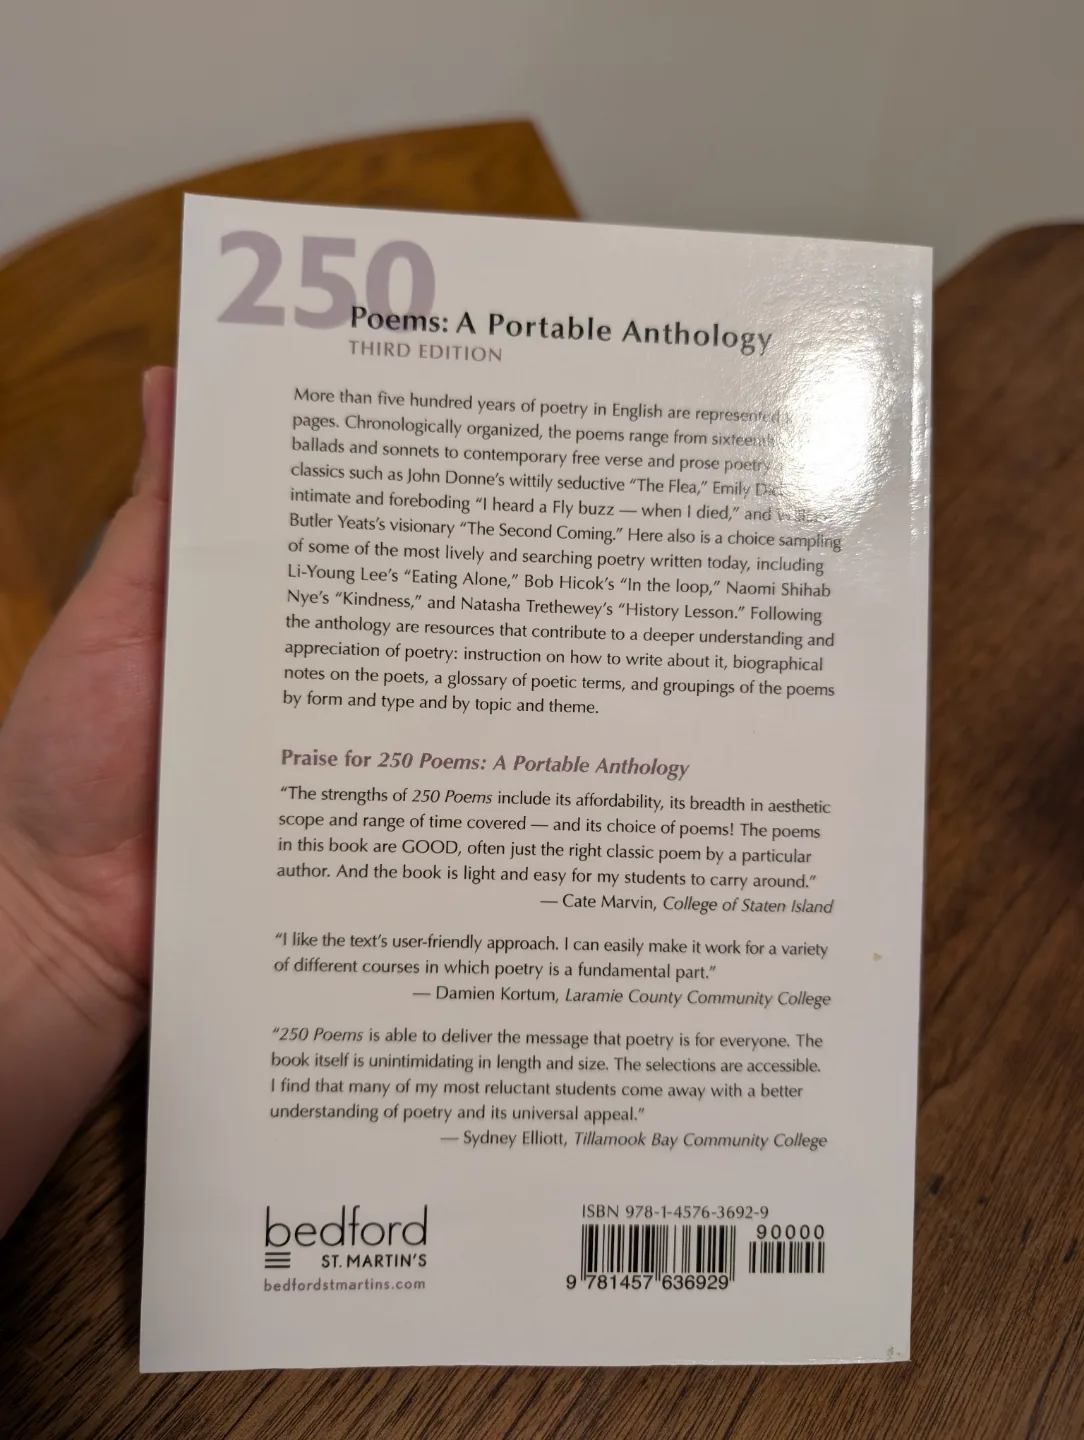 250
Poems: A Portable Anthology
THIRD EDITION
More than five hundred years of poetry in English are represented
pages. Chronologically organized, the poems range from sixteenth
ballads and sonnets to contemporary free verse and prose poetry
classics such as John Donne's wittily seductive "The Flea," Emily
intimate and foreboding "I heard a Fly buzz — when I died," and
Butler Yeats's visionary "The Second Coming." Here also is a choice sampling
of some of the most lively and searching poetry written today, including
Li-Young Lee's "Eating Alone," Bob Hicok's "In the loop," Naomi Shihab
Nye's "Kindness," and Natasha Trethewey's "History Lesson." Following
the anthology are resources that contribute to a deeper understanding and
appreciation of poetry: instruction on how to write about it, biographical
notes on the poets, a glossary of poetic terms, and groupings of the poems
by form and type and by topic and theme.
Praise for 250 Poems: A Portable Anthology
"The strengths of 250 Poems include its affordability, its breadth in aesthetic
scope and range of time covered — and its choice of poems! The poems
in this book are GOOD, often just the right classic poem by a particular
author. And the book is light and easy for my students to carry around."
— Cate Marvin, College of Staten Island
"I like the text's user-friendly approach. I can easily make it work for a variety
of different courses in which poetry is a fundamental part."
— Damien Kortum, Laramie County Community College
"250 Poems is able to deliver the message that poetry is for everyone. The
book itself is unintimidating in length and size. The selections are accessible.
I find that many of my most reluctant students come away with a better
understanding of poetry and its universal appeal."
— Sydney Elliott, Tillamook Bay Community College
bedford
ST. MARTIN'S
bedfordstmartins.com
ISBN 978-1-4576-3692-9
90000
9 781457 636929